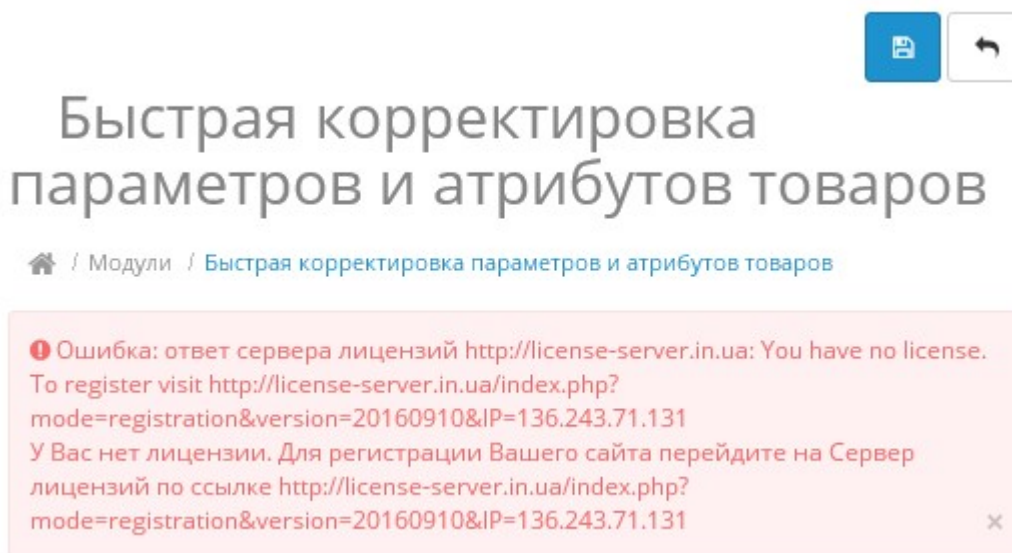 Быстрая корректировка
параметров и атрибутов товаров
/ Модули / Быстрая корректировка параметров и атрибутов товаров
Ошибка: ответ сервера лицензий http://license-server.in.ua: You have no license.
To register visit http://license-server.in.ua/index.php?
mode=registration&version=20160910&IP=136.243.71.131
У Вас нет лицензии. Для регистрации Вашего сайта перейдите на Сервер
лицензий по ссылке http://license-server.in.ua/index.php?
mode=registration&version=20160910&IP=136.243.71.131